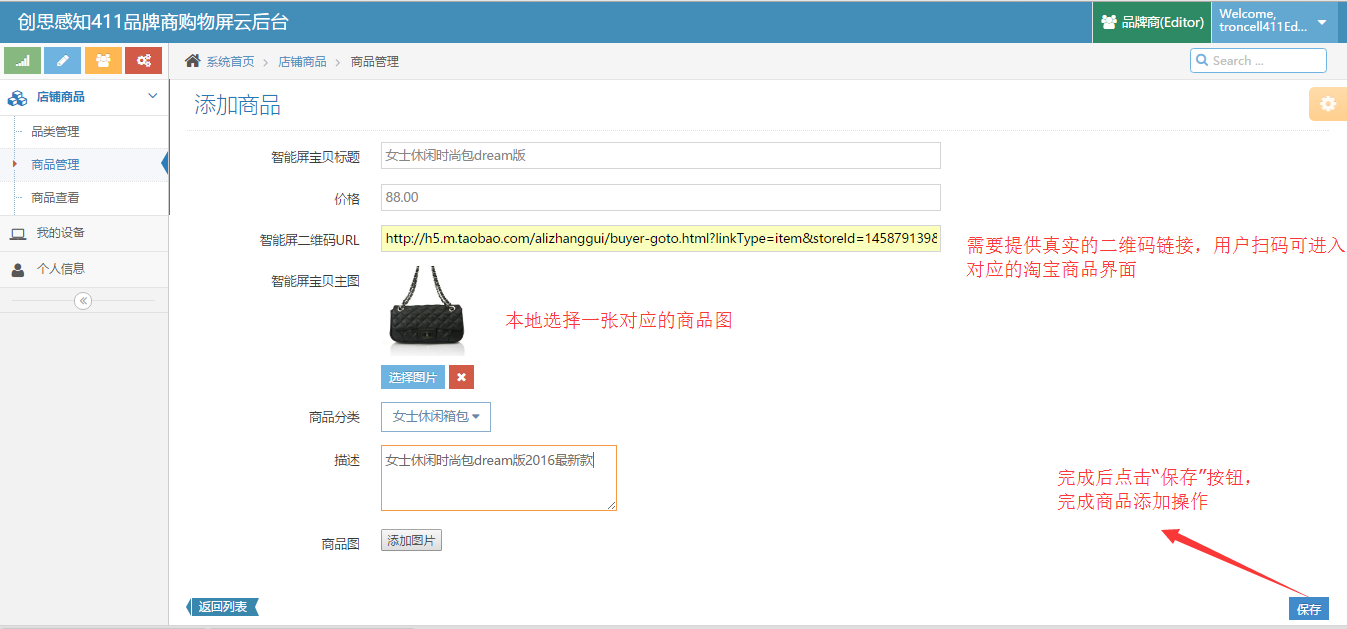 创思感知411品牌商购物屏云后台
品牌商(Editor)
Welcome,
troncell411Ed...
系统首页
店铺商品
商品管理
Search ...
店铺商品
品类管理
商品管理
商品查看
我的设备
个人信息
添加商品
智能屏宝贝标题
女士休闲时尚包dream版
价格
88.00
智能屏二维码URL
http://h5.m.taobao.com/alizhanggui/buyer-goto.html?linkType=item&storeId=1458791398
需要提供真实的二维码链接，用户扫码可进入
对应的淘宝商品界面
智能屏宝贝主图
本地选择一张对应的商品图
选择图片
商品分类
女士休闲箱包
描述
女士休闲时尚包dream版2016最新款
完成后点击“保存”按钮，
完成商品添加操作
商品图
添加图片
返回列表
保存